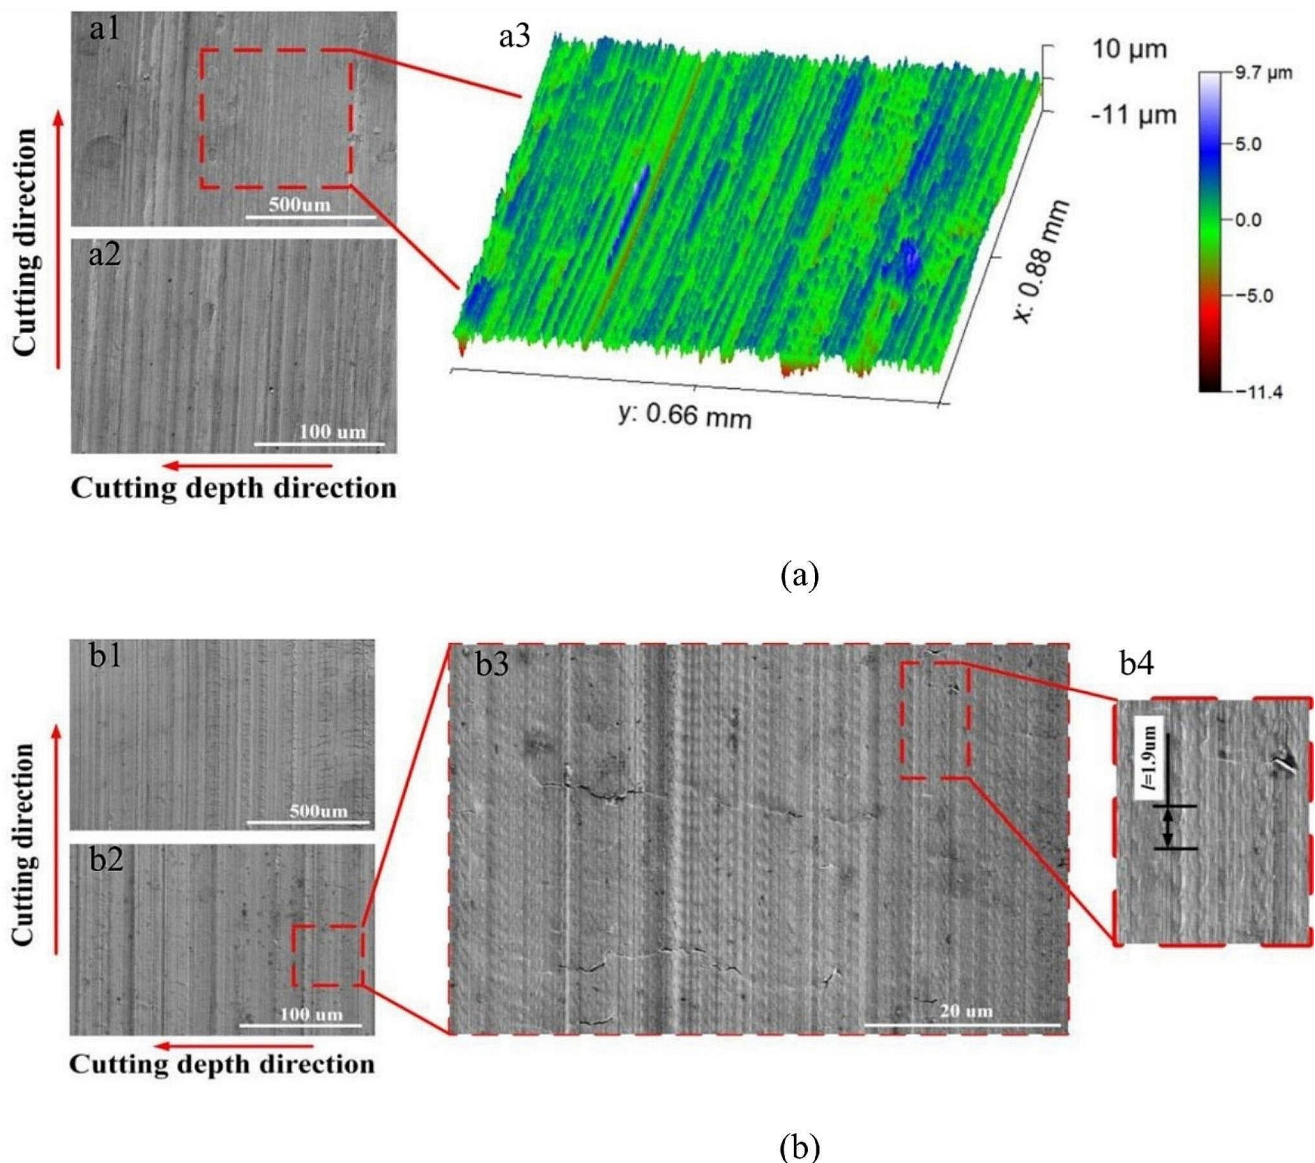 a1
500um
a2
100 um
Cutting direction
Cutting depth direction
a3
10 μm
-11 μm
x: 0.88 mm
y: 0.66 mm
9.7 μm
5.0
0.0
−5.0
−11.4
(a)
b1
500um
b2
100 um
Cutting direction
Cutting depth direction
b3
20 um
b4
l=1.9um
(b)